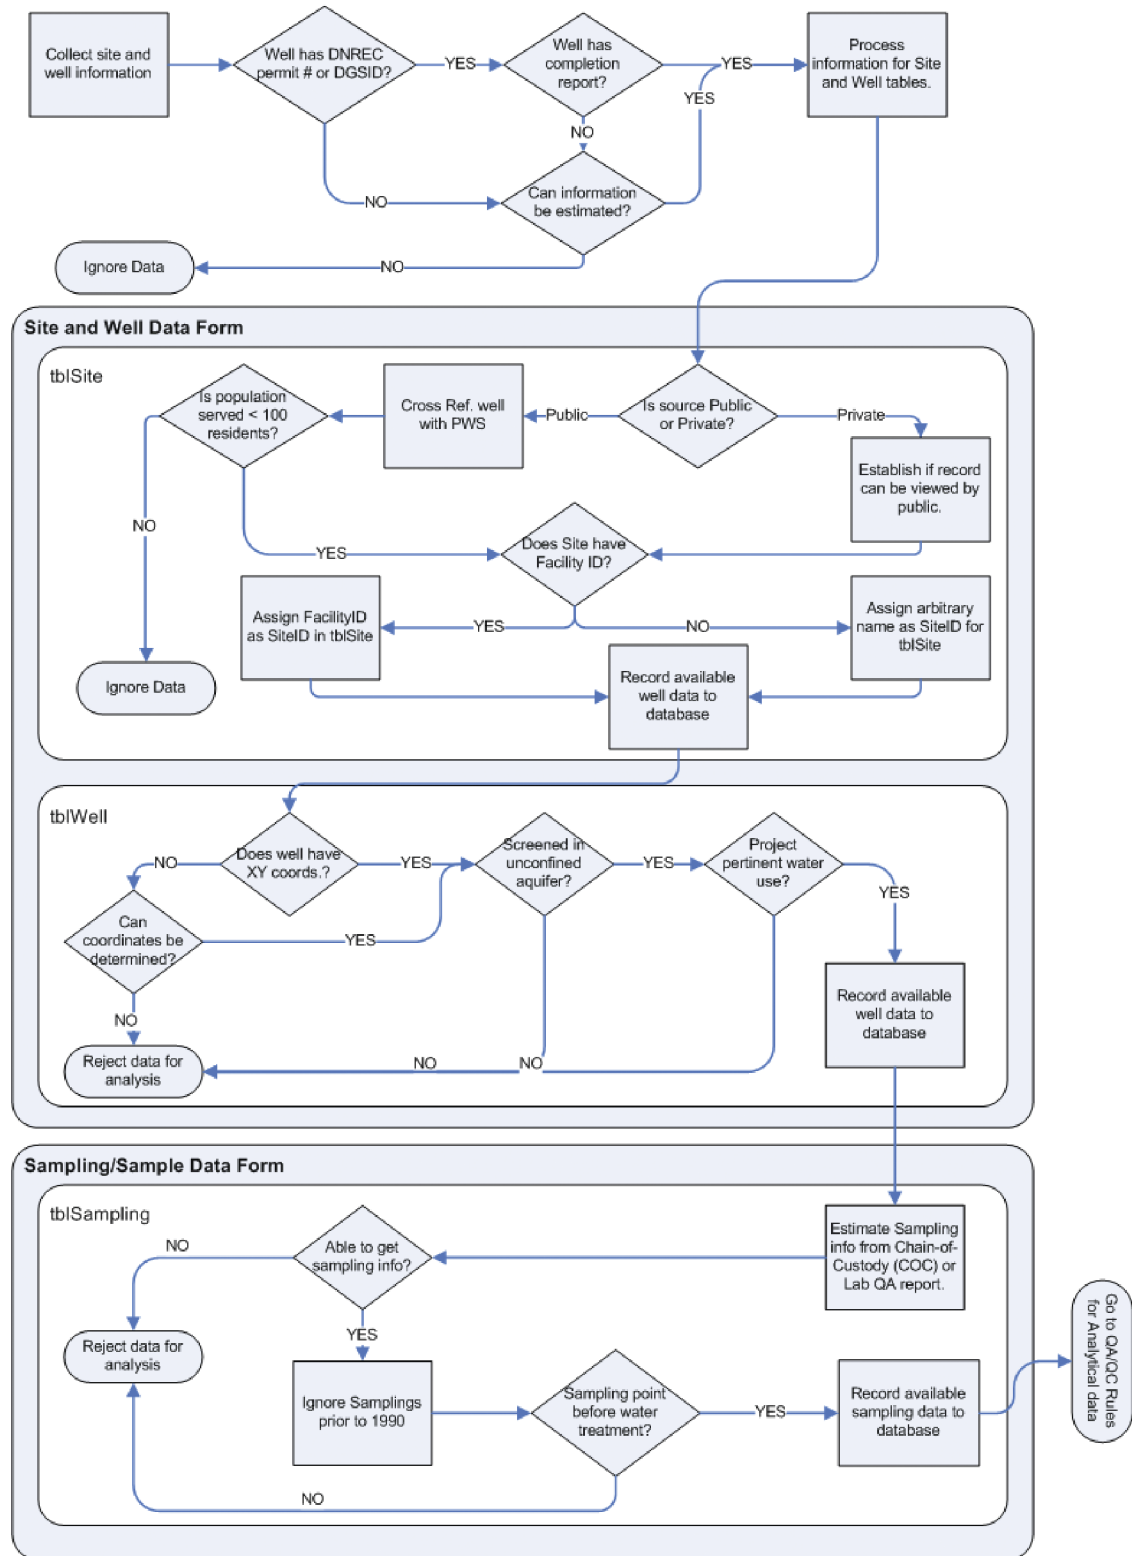 Collect site and
well information
Well has DNREC
permit # or DGSID?
YES
Well has
completion
report?
YES
Process
information for Site
and Well tables.
YES
NO
NO
Can information
be estimated?
NO
Ignore Data
Site and Well Data Form
tblSite
Is population
served < 100
residents?
Cross Ref. well
with PWS
Public
Is source Public
or Private?
Private
Establish if record
can be viewed by
public.
NO
YES
Does Site have
Facility ID?
Assign FacilityID
as SiteID in tblSite
YES
NO
Assign arbitrary
name as SiteID for
tblSite
Ignore Data
Record available
well data to
database
tblWell
NO
Does well have
XY coords.?
YES
Screened in
unconfined
aquifer?
YES
Project
pertinent water
use?
YES
Can
coordinates be
determined?
YES
Record available
well data to
database
NO
Reject data for
analysis
NO
NO
Sampling/Sample Data Form
tblSampling
NO
Able to get
sampling info?
Estimate Sampling
info from Chain-of-
Custody (COC) or
Lab QA report.
YES
Reject data for
analysis
Ignore Samplings
prior to 1990
Sampling point
before water
treatment?
YES
Record available
sampling data to
database
Go to QA/QC Rules
for Analytical data
NO